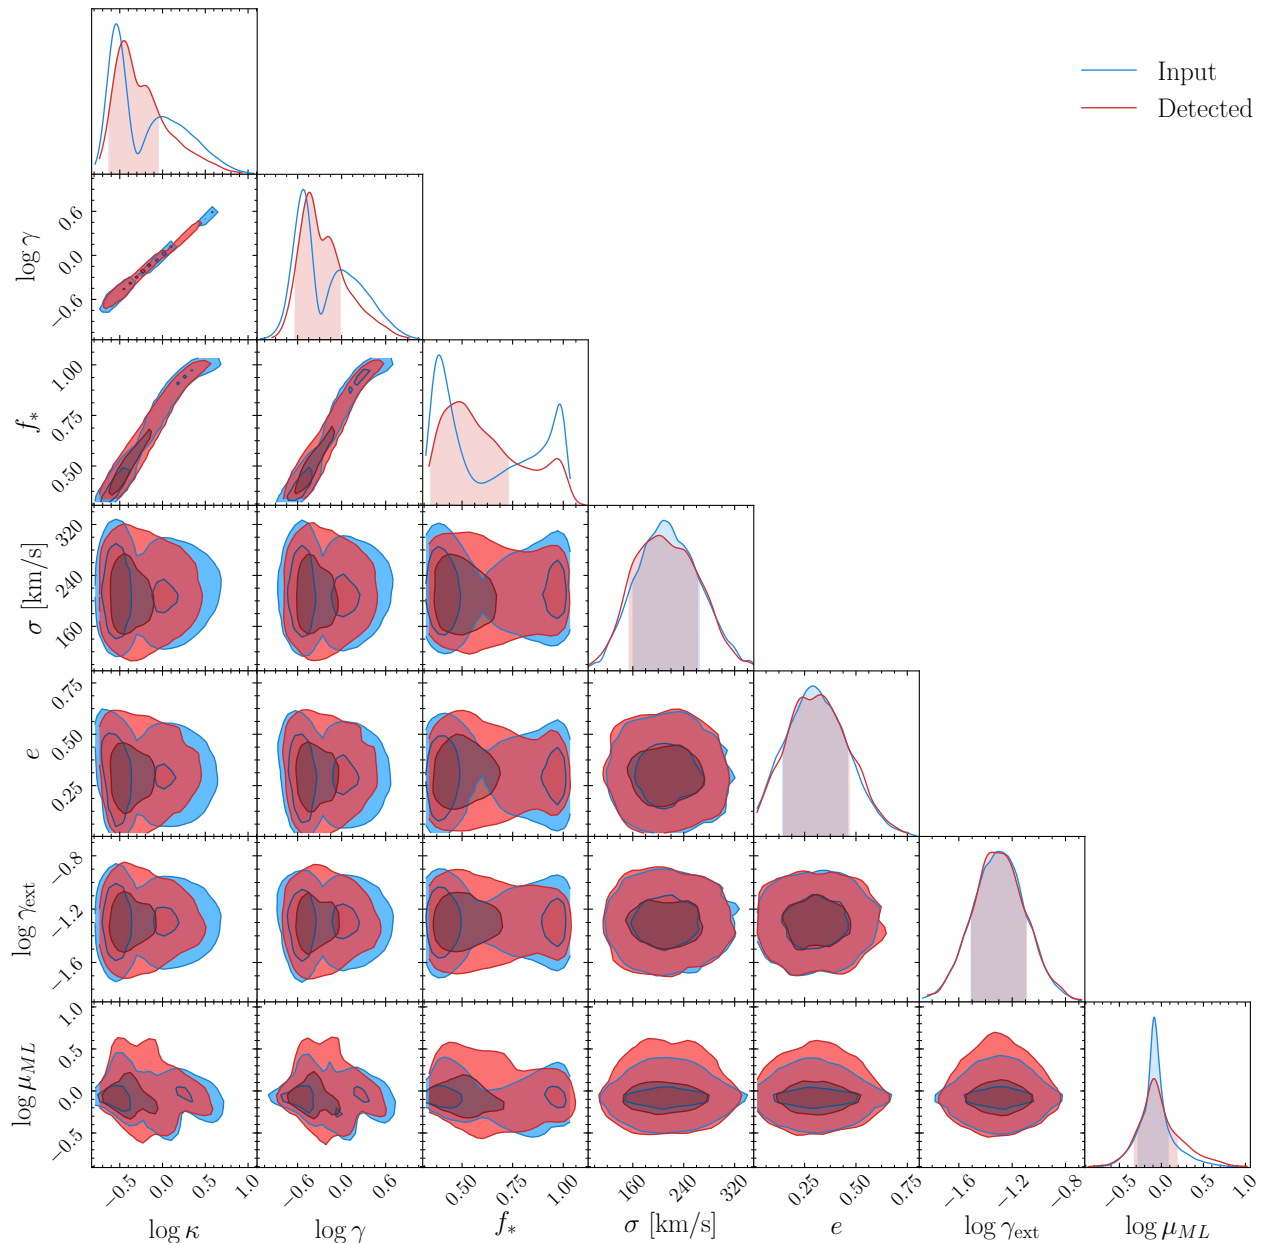 Input
Detected
log γ
0.6
0.0
−0.6
f*
1.00
0.75
0.50
σ [km/s]
320
240
160
e
0.75
0.50
0.25
log γext
−0.8
−1.2
−1.6
log μML
1.0
0.5
0.0
−0.5
−0.5 0.0 0.5 1.0
−0.6 0.0 0.6
0.50 0.75 1.00
160 240 320
0.25 0.50 0.75
−1.6 −1.2 −0.8
−0.5 0.0 0.5 1.0
log κ
log γ
f*
σ [km/s]
e
log γext
log μML